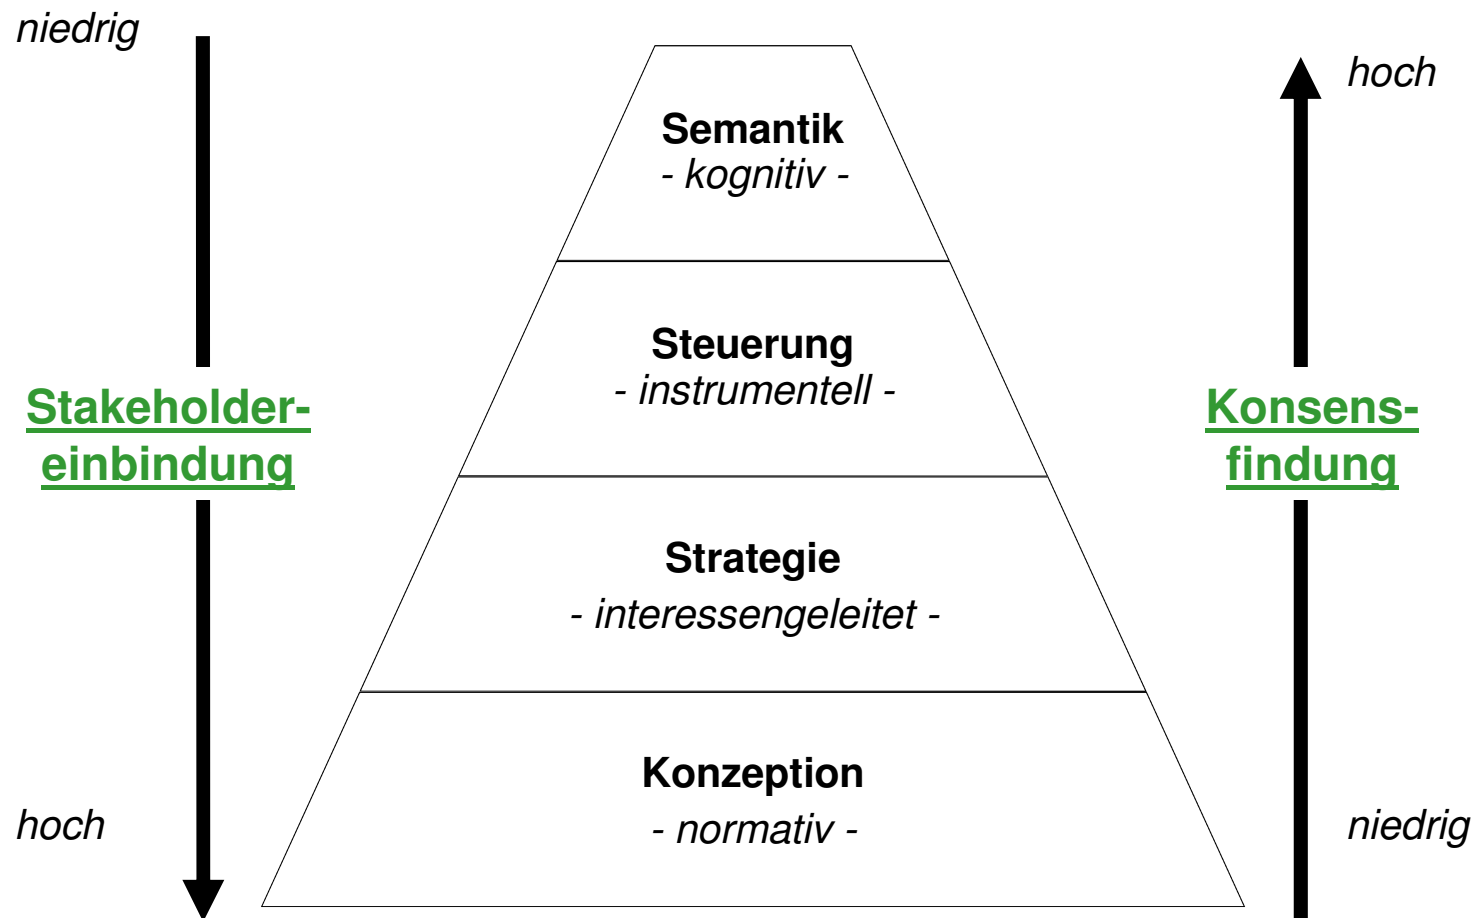 niedrig
hoch
Semantik
- kognitiv -
Steuerung
- instrumentell -
Stakeholder-
einbindung
Konsens-
findung
Strategie
- interessengeleitet -
Konzeption
- normativ -
hoch
niedrig